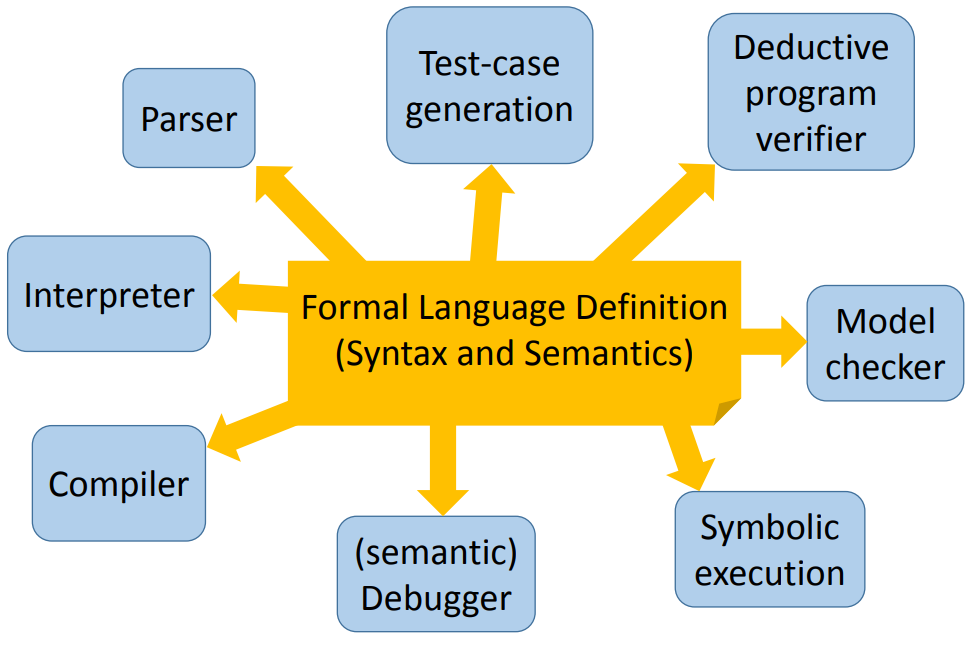 Test-case
generation
Deductive
program
verifier
Parser
Interpreter
Formal Language Definition
(Syntax and Semantics)
Model
checker
Compiler
(semantic)
Debugger
Symbolic
execution